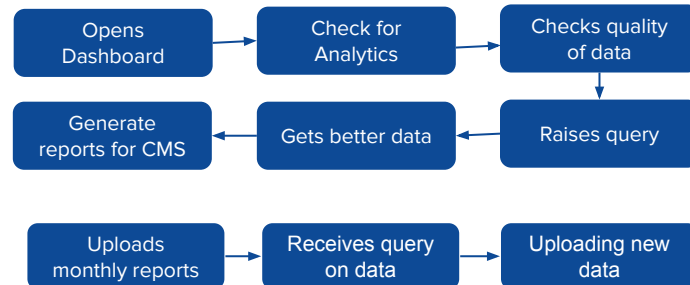 Opens
Dashboard
Check for
Analytics
Checks quality
of data
Generate
reports for CMS
Gets better data
Raises query
Uploads
monthly reports
Receives query
on data
Uploading new
data